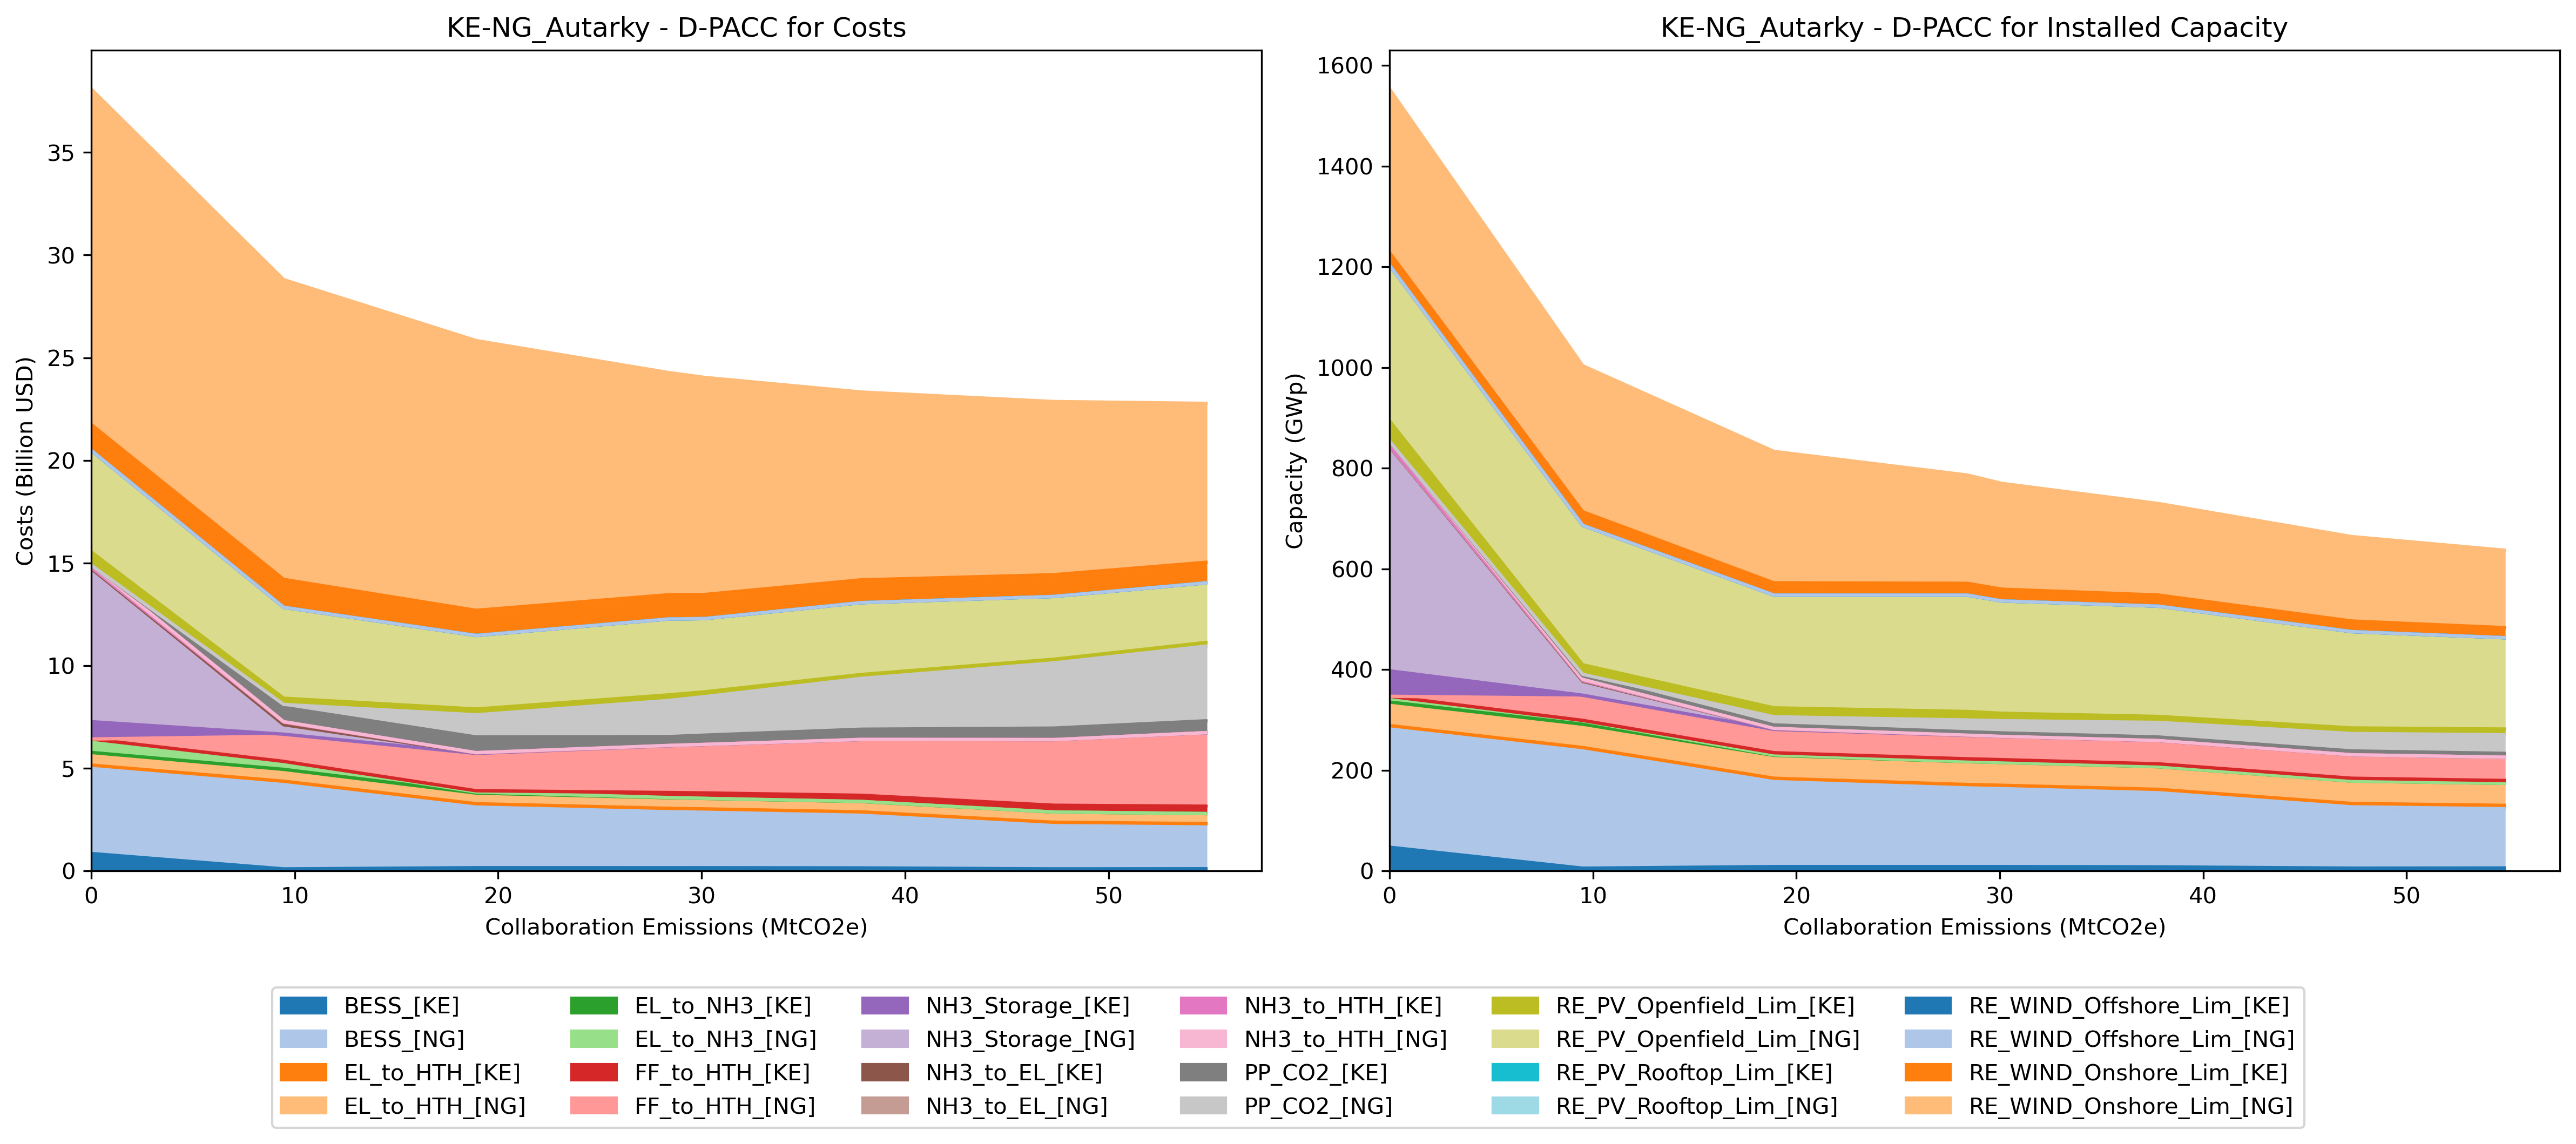 KE-NG_Autarky - D-PACC for Costs
Costs (Billion USD)
35
30
25
20
15
10
5
0
0 10 20 30 40 50
Collaboration Emissions (MtCO2e)
KE-NG_Autarky - D-PACC for Installed Capacity
Capacity (GWp)
1600
1400
1200
1000
800
600
400
200
0
0 10 20 30 40 50
Collaboration Emissions (MtCO2e)
BESS_[KE]
BESS_[NG]
EL_to_HTH_[KE]
EL_to_HTH_[NG]
EL_to_NH3_[KE]
EL_to_NH3_[NG]
FF_to_HTH_[KE]
FF_to_HTH_[NG]
NH3_Storage_[KE]
NH3_Storage_[NG]
NH3_to_EL_[KE]
NH3_to_EL_[NG]
NH3_to_HTH_[KE]
NH3_to_HTH_[NG]
PP_CO2_[KE]
PP_CO2_[NG]
RE_PV_Openfield_Lim_[KE]
RE_PV_Openfield_Lim_[NG]
RE_PV_Rooftop_Lim_[KE]
RE_PV_Rooftop_Lim_[NG]
RE_WIND_Offshore_Lim_[KE]
RE_WIND_Offshore_Lim_[NG]
RE_WIND_Onshore_Lim_[KE]
RE_WIND_Onshore_Lim_[NG]